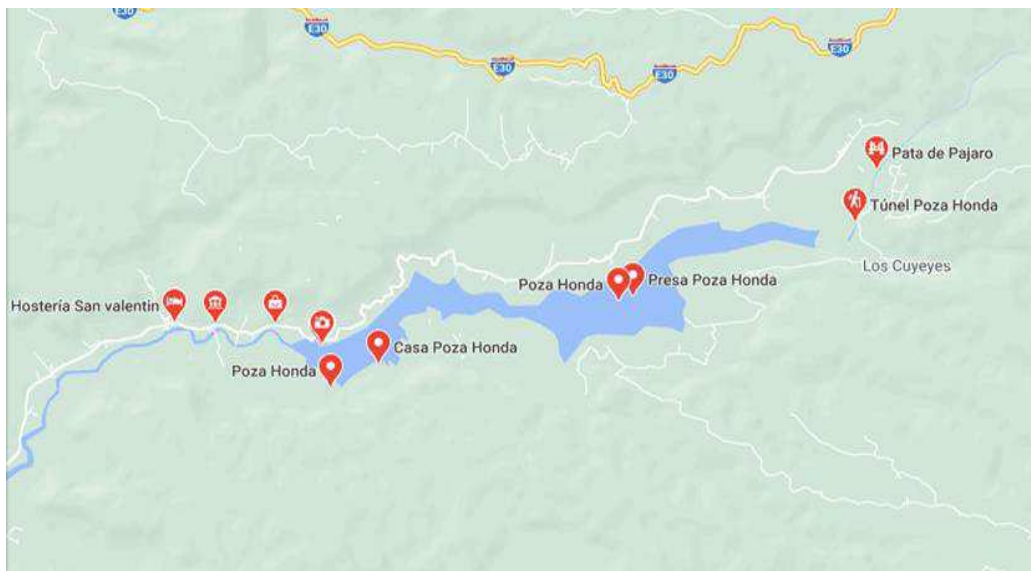 E30
E30
E30
E30
E30
Pata de Pajaro
Túnel Poza Honda
Los Cuyeyes
Poza Honda
Presa Poza Honda
Hostería San valentin
Casa Poza Honda
Poza Honda